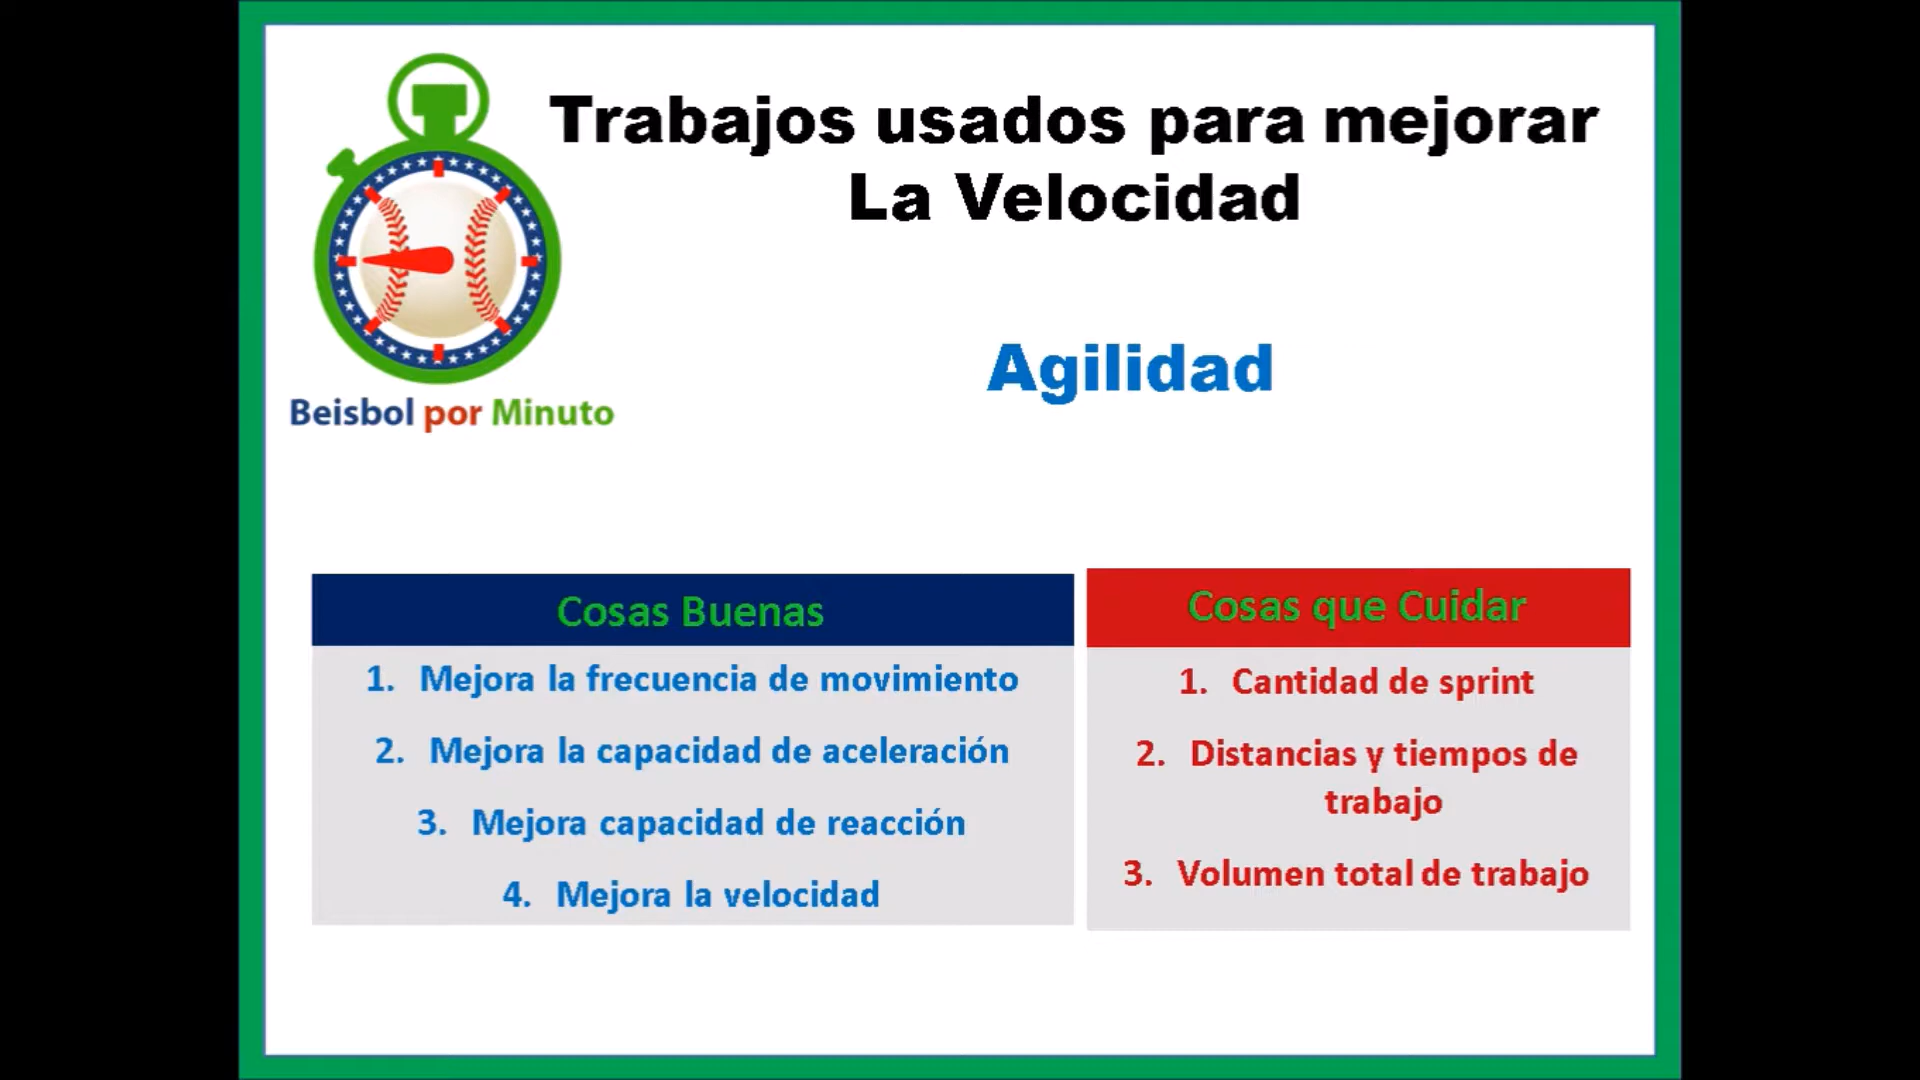 Trabajos usados para mejorar
La Velocidad
Agilidad
Beisbol por Minuto
Cosas Buenas
1. Mejora la frecuencia de movimiento
2. Mejora la capacidad de aceleración
3. Mejora capacidad de reacción
4. Mejora la velocidad
Cosas que Cuidar
1. Cantidad de sprint
2. Distancias y tiempos de
trabajo
3. Volumen total de trabajo